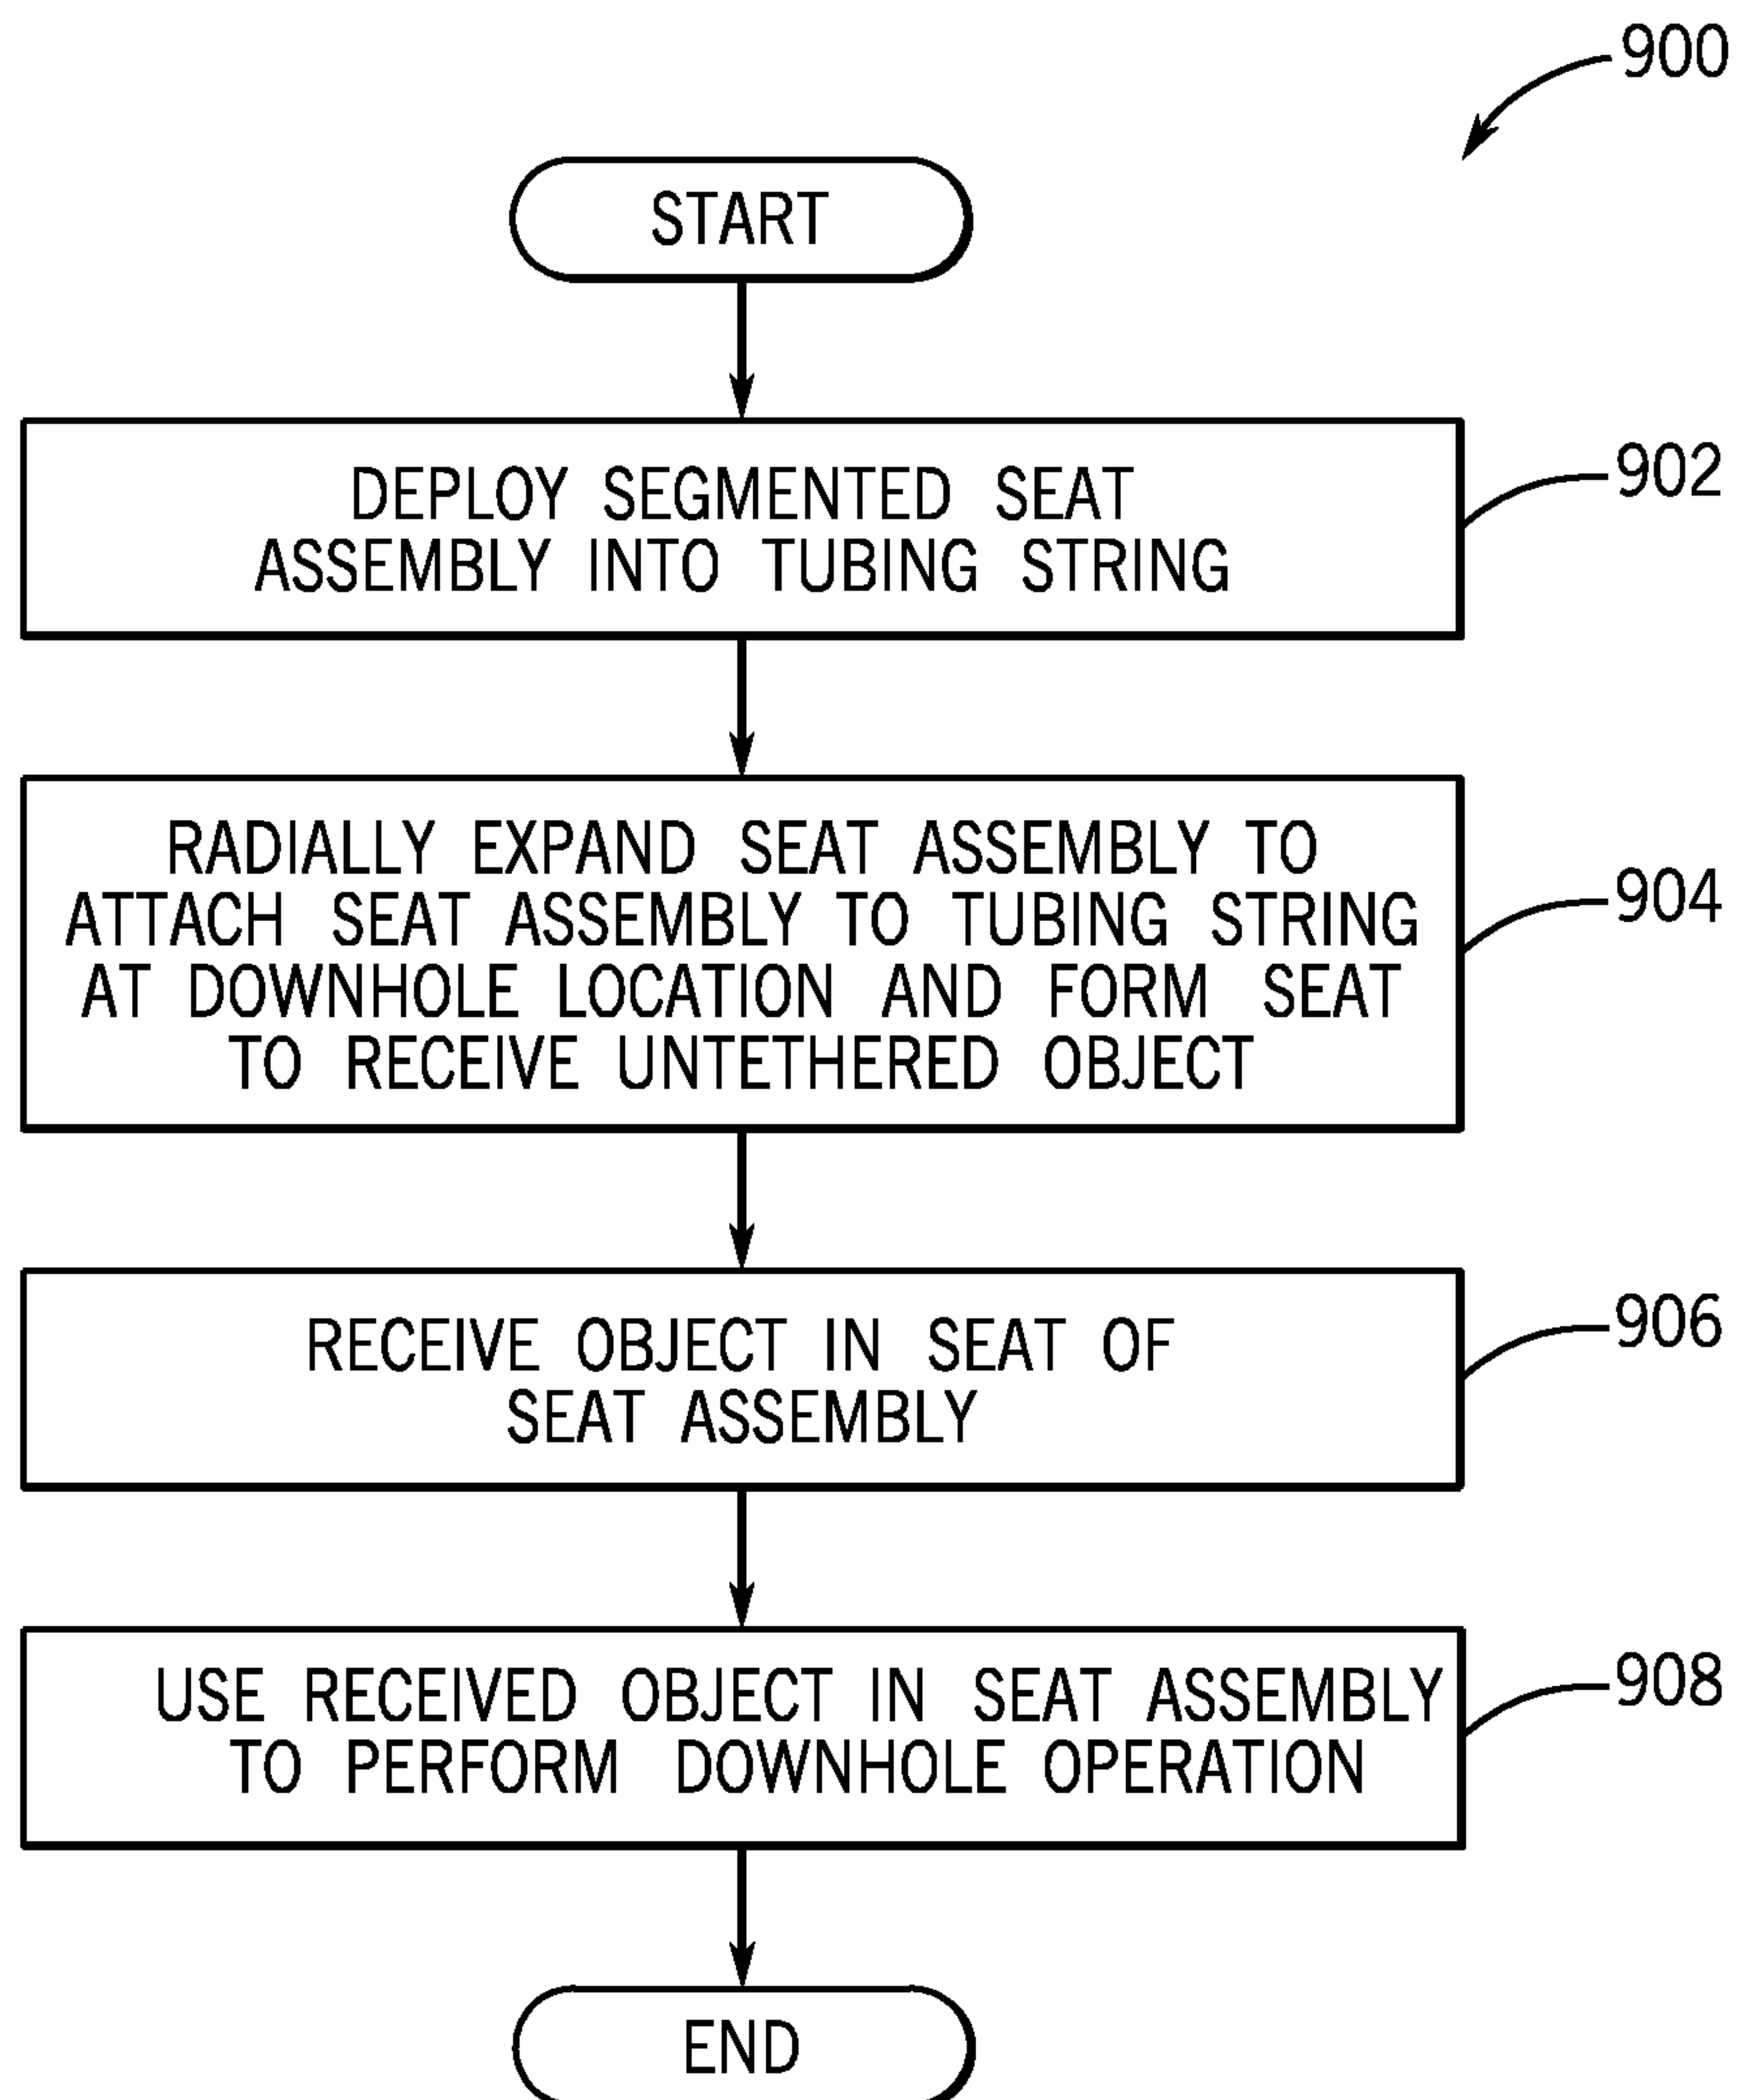 900
START
DEPLOY SEGMENTED SEAT
ASSEMBLY INTO TUBING STRING
902
RADIALLY EXPAND SEAT ASSEMBLY TO
ATTACH SEAT ASSEMBLY TO TUBING STRING
AT DOWNHOLE LOCATION AND FORM SEAT
TO RECEIVE UNTETHERED OBJECT
904
RECEIVE OBJECT IN SEAT OF
SEAT ASSEMBLY
906
USE RECEIVED OBJECT IN SEAT ASSEMBLY
TO PERFORM DOWNHOLE OPERATION
908
END